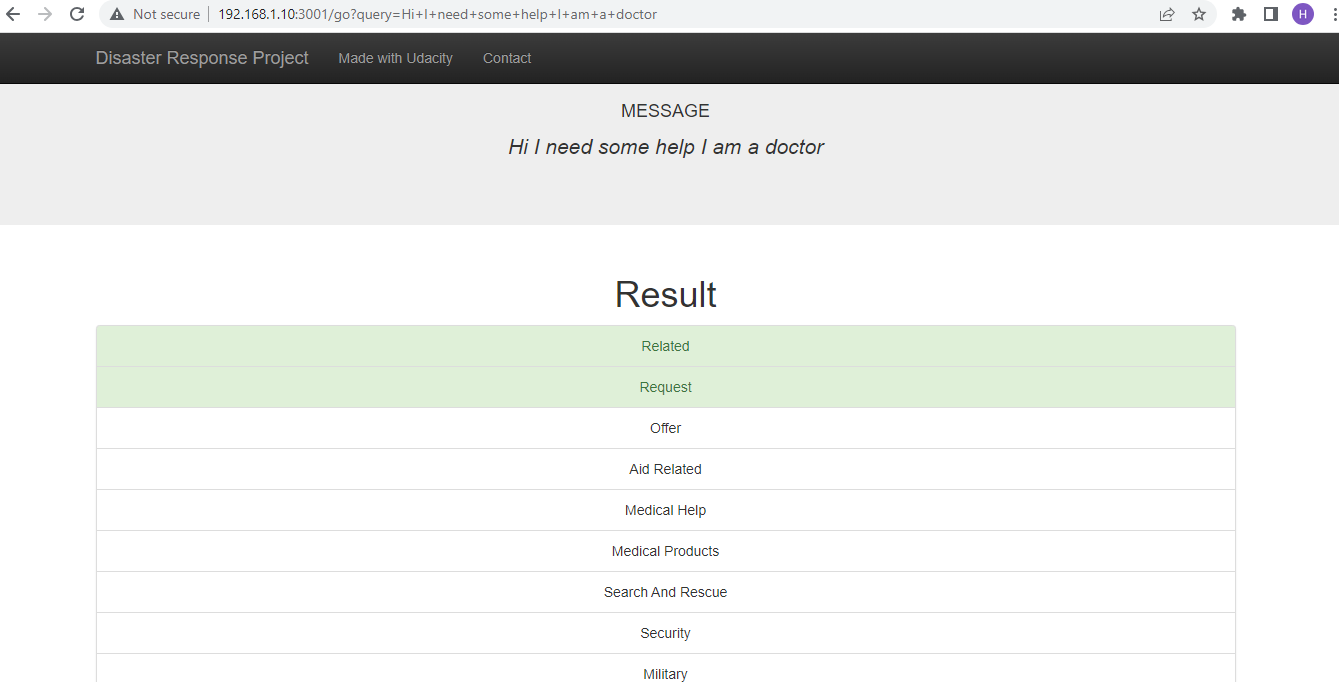 Not secure 192.168.1.10:3001/go?query=Hi+I+need+some+help+I+am+a+doctor H
Disaster Response Project Made with Udacity Contact
MESSAGE
Hi I need some help I am a doctor
Result
Related
Request
Offer
Aid Related
Medical Help
Medical Products
Search And Rescue
Security
Military